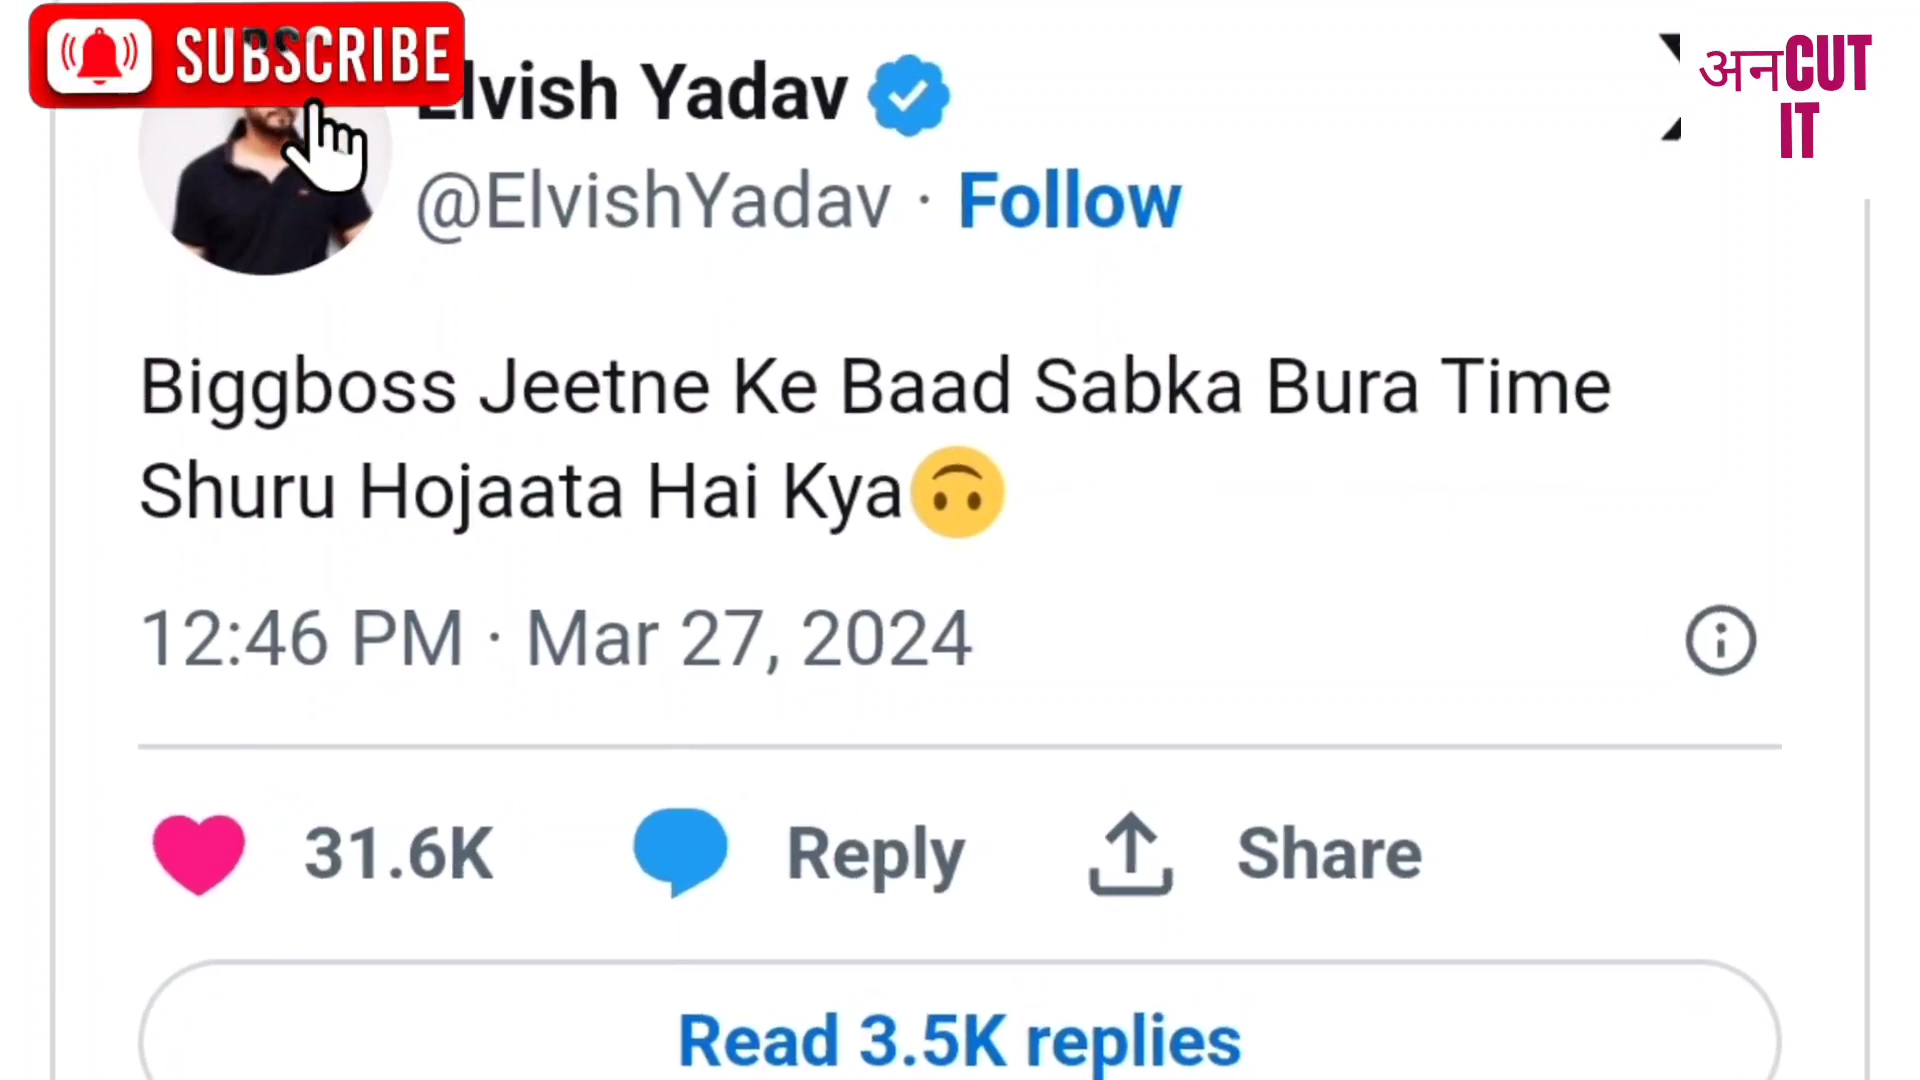 SUBSCRIBE
अनCUT
IT
Elvish Yadav
@ElvishYadav · Follow
Biggboss Jeetne Ke Baad Sabka Bura Time
Shuru Hojaata Hai Kya🙃
12:46 PM · Mar 27, 2024
31.6K Reply Share
Read 3.5K replies